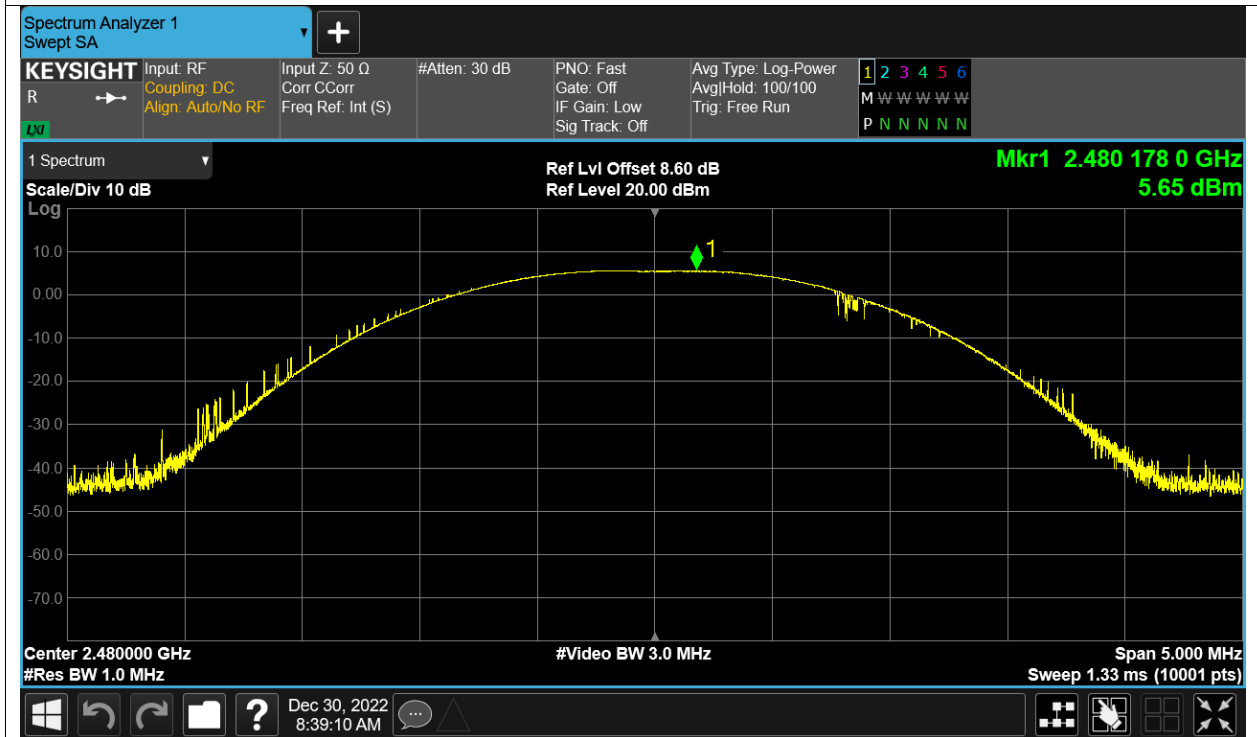 Spectrum Analyzer 1
Swept SA
+
KEYSIGHT
R
LXI
Input: RF
Coupling: DC
Align: Auto/No RF
Input Z: 50 Ω
Corr CCorr
Freq Ref: Int (S)
#Atten: 30 dB
PNO: Fast
Gate: Off
IF Gain: Low
Sig Track: Off
Avg Type: Log-Power
Avg|Hold: 100/100
Trig: Free Run
1 2 3 4 5 6
M W W W W W
P N N N N N N
1 Spectrum
Scale/Div 10 dB
Log
Ref Lvl Offset 8.60 dB
Ref Level 20.00 dBm
Mkr1 2.480 178 0 GHz
5.65 dBm
1
10.0
0.00
-10.0
-20.0
-30.0
-40.0
-50.0
-60.0
-70.0
Center 2.480000 GHz
#Res BW 1.0 MHz
#Video BW 3.0 MHz
Span 5.000 MHz
Sweep 1.33 ms (10001 pts)
?
Dec 30, 2022
8:39:10 AM